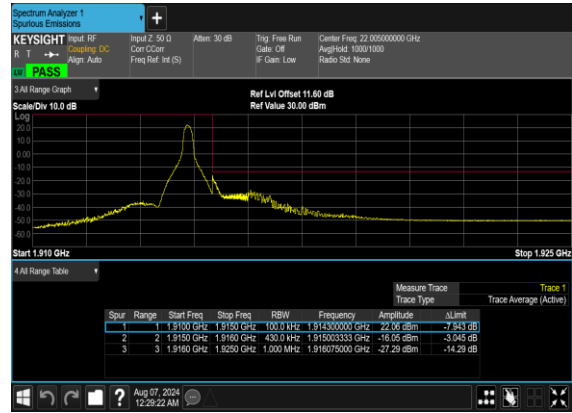 Spectrum Analyzer 1
Spurious Emissions
KEYSIGHT Input: RF Input Z: 50 Ω Atten: 30 dB Trig: Free Run Center Freq: 22.005000000 GHz
R T Coupling: DC Corr CCorr Gate: Off Avg|Hold: 1000/1000
Align: Auto Freq Ref: Int (S) IF Gain: Low Radio Std: None
PASS
3 All Range Graph
Ref Lvl Offset 11.60 dB
Scale/Div 10.0 dB Ref Value 30.00 dBm
Log
20.0
10.0
0.00
-10.0
-20.0
-30.0
-40.0
-50.0
-60.0
Start 1.910 GHz Stop 1.925 GHz
4 All Range Table
Measure Trace Trace 1
Trace Type Trace Average (Active)
Spur Range Start Freq Stop Freq RBW Frequency Amplitude ΔLimit
1 1 1.9100 GHz 1.9150 GHz 100.0 kHz 1.914300000 GHz 22.06 dBm -7.943 dB
2 2 1.9150 GHz 1.9160 GHz 430.0 kHz 1.915003333 GHz -16.05 dBm -3.045 dB
3 3 1.9160 GHz 1.9250 GHz 1.000 MHz 1.916075000 GHz -27.29 dBm -14.29 dB
? Aug 07, 2024
12:29:22 AM